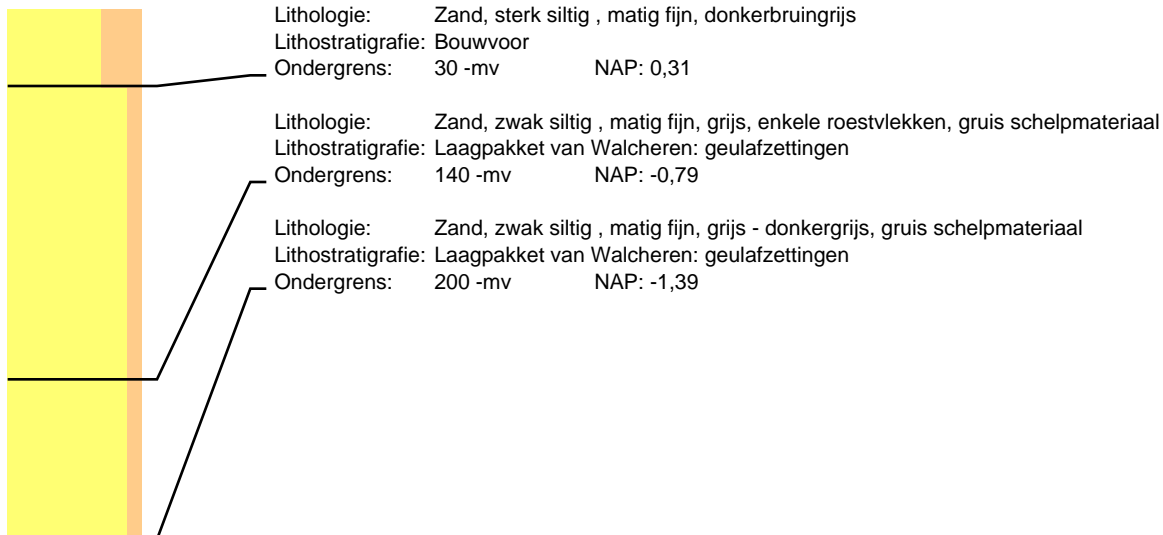 Lithologie: Zand, sterk siltig , matig fijn, donkerbruingrijs
Lithostratigrafie: Bouwvoor
Ondergrens: 30 -mv NAP: 0,31
Lithologie: Zand, zwak siltig , matig fijn, grijs, enkele roestvlekken, gruis schelpmateriaal
Lithostratigrafie: Laagpakket van Walcheren: geulafzettingen
Ondergrens: 140 -mv NAP: -0,79
Lithologie: Zand, zwak siltig , matig fijn, grijs - donkergrijs, gruis schelpmateriaal
Lithostratigrafie: Laagpakket van Walcheren: geulafzettingen
Ondergrens: 200 -mv NAP: -1,39